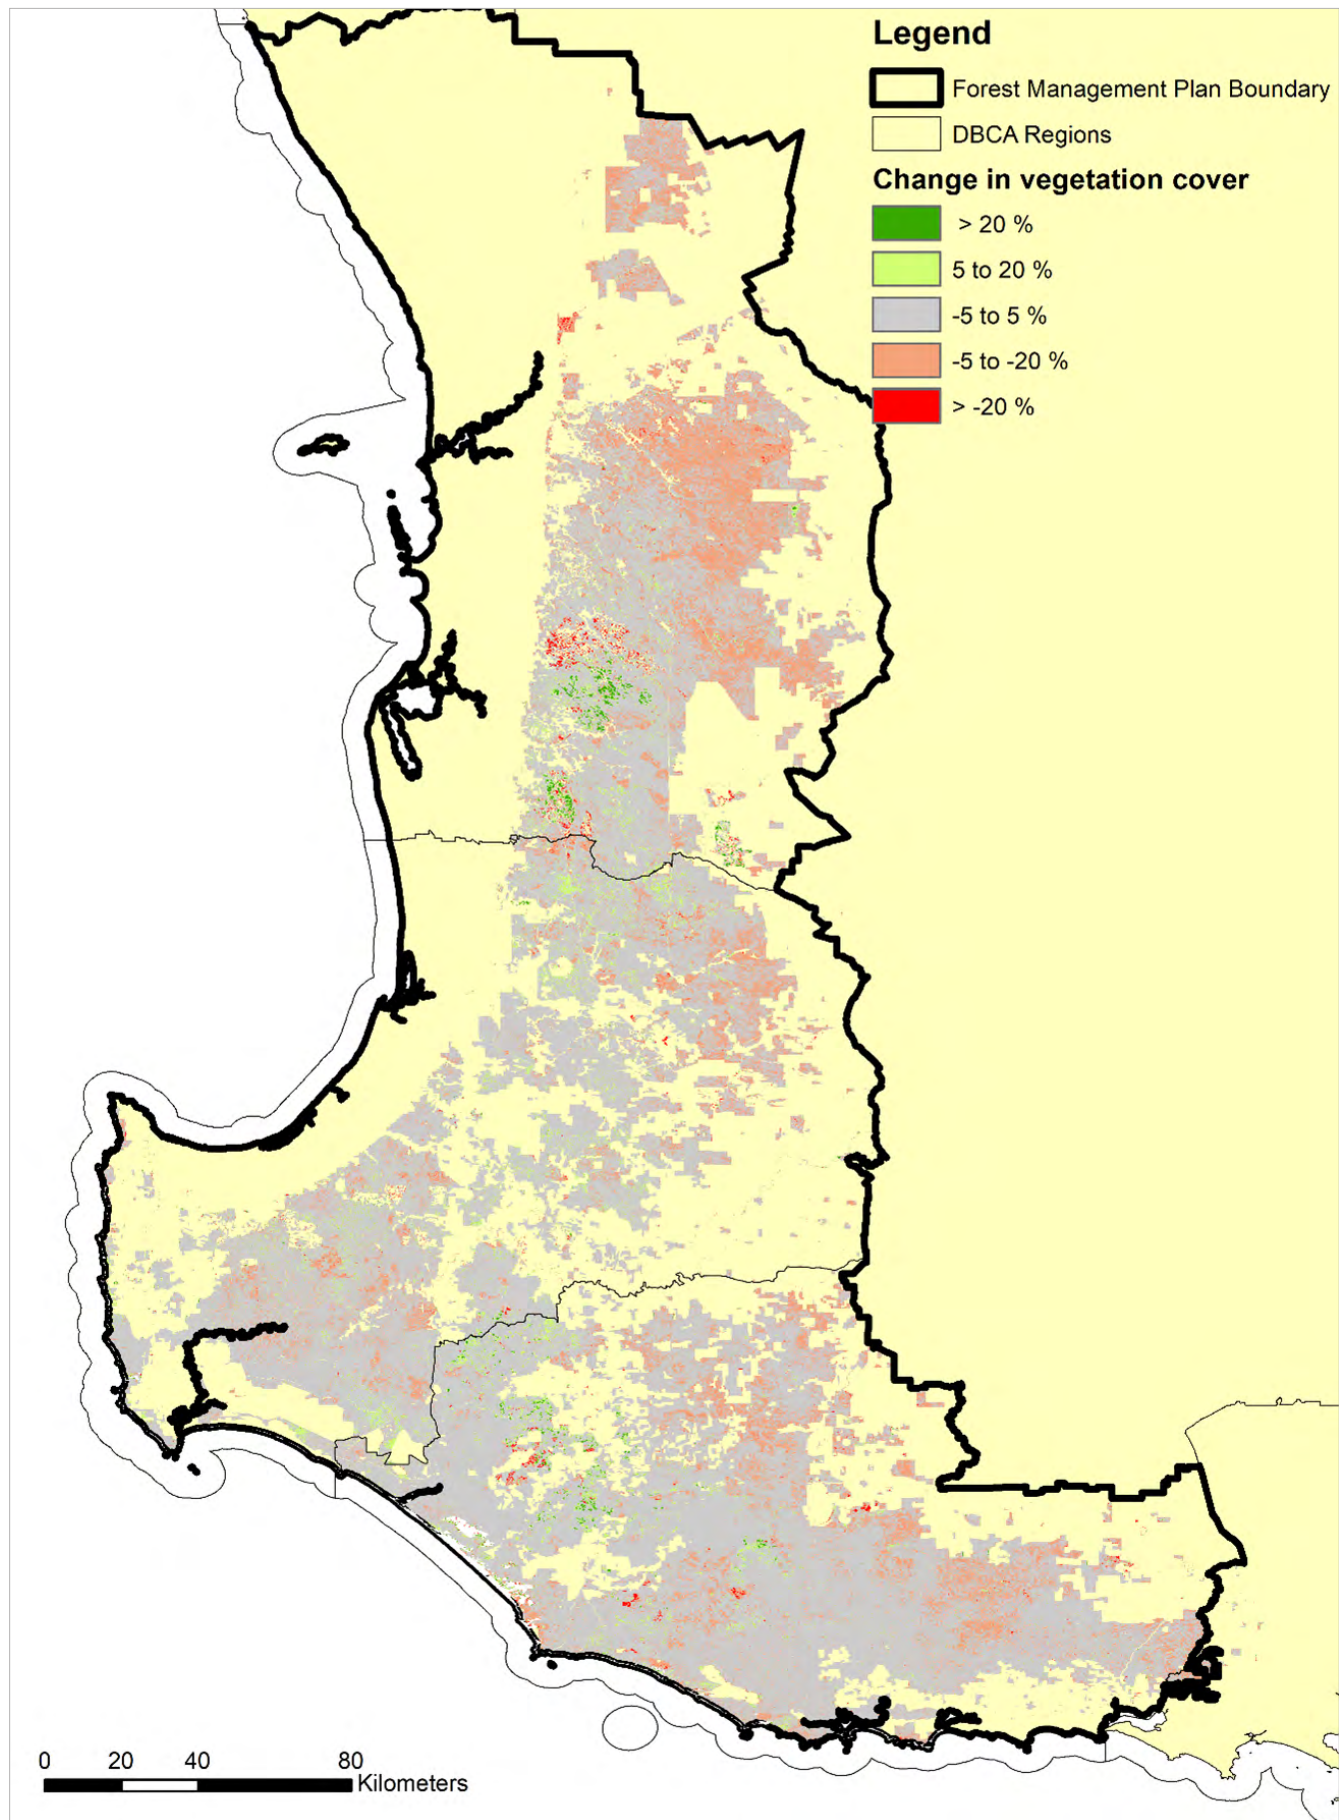 Legend
Forest Management Plan Boundary
DBCA Regions
Change in vegetation cover
> 20 %
5 to 20 %
-5 to 5 %
-5 to -20 %
> -20 %
0 20 40 80
Kilometers